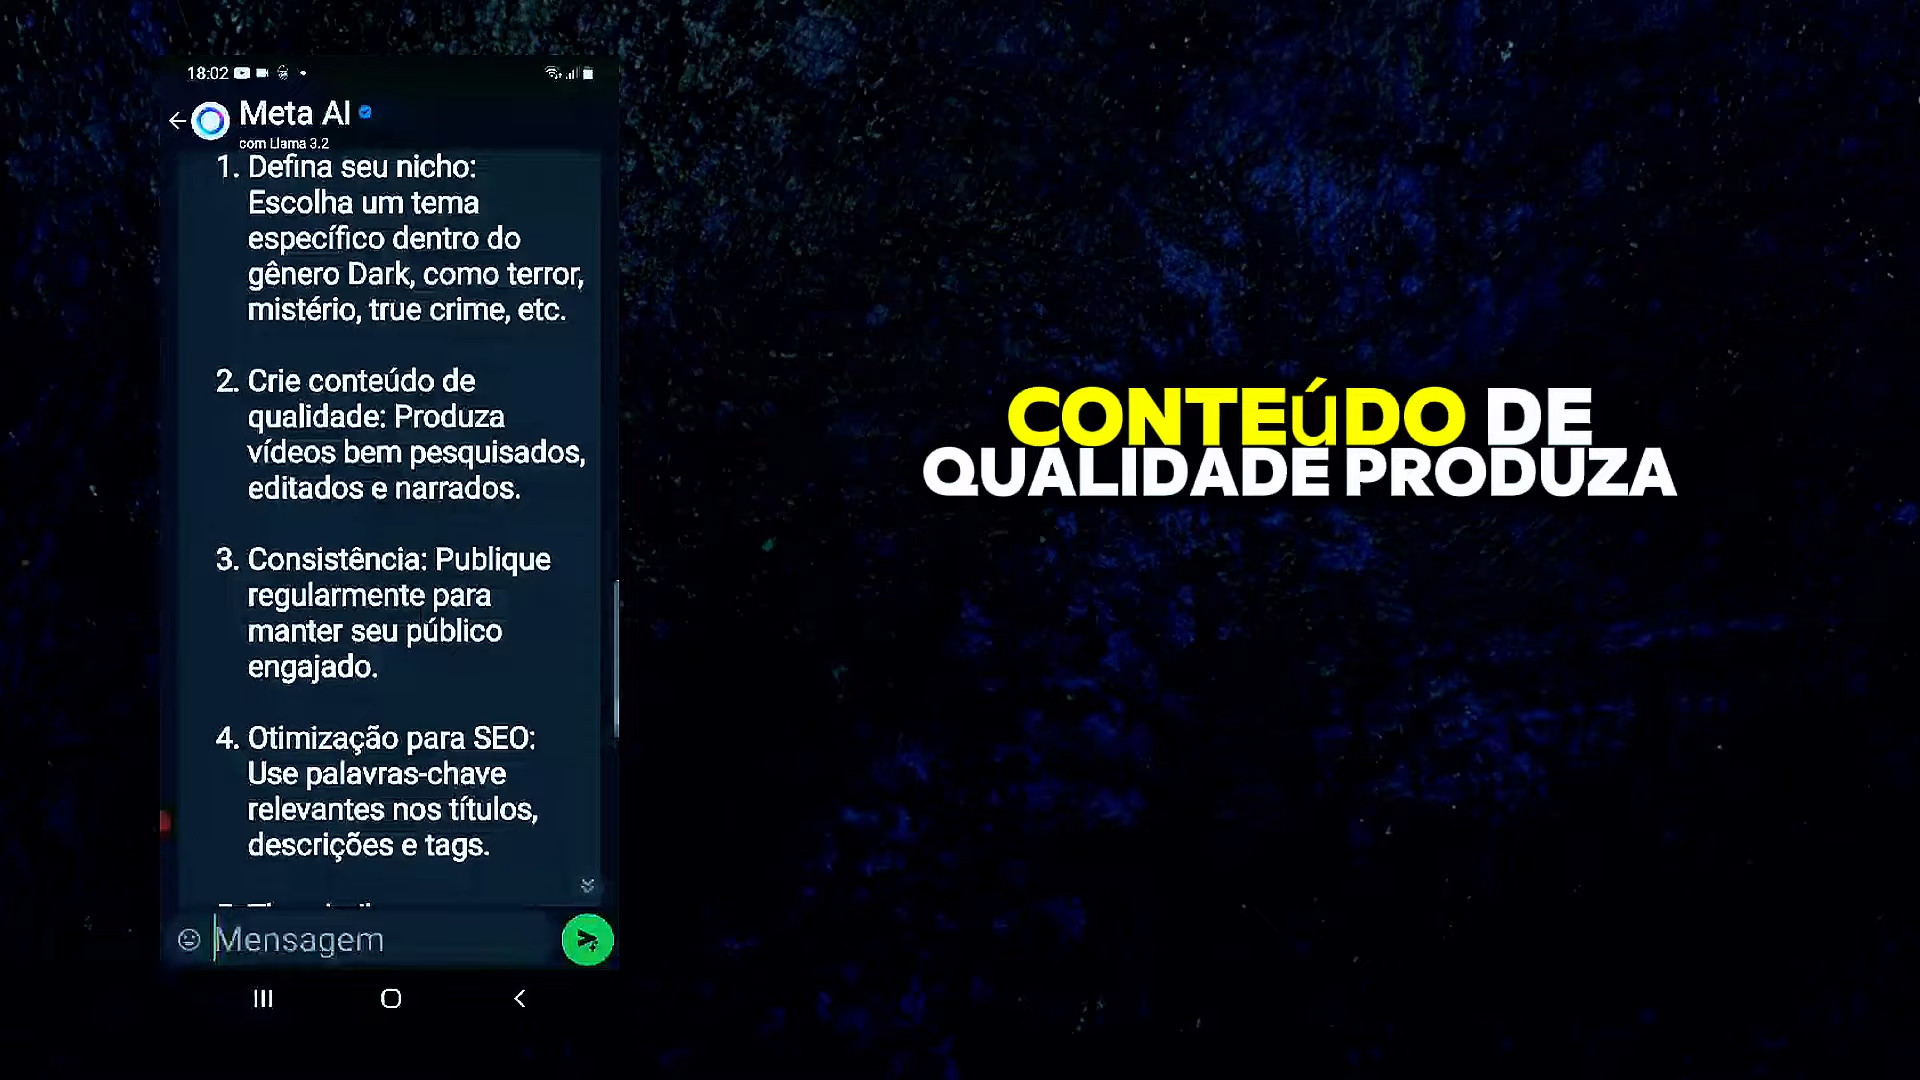 18:02
Meta AI
com Llama 3.2
1. Defina seu nicho:
Escolha um tema
específico dentro do
gênero Dark, como terror,
mistério, true crime, etc.
2. Crie conteúdo de
qualidade: Produza
vídeos bem pesquisados,
editados e narrados.
3. Consistência: Publique
regularmente para
manter seu público
engajado.
4. Otimização para SEO:
Use palavras-chave
relevantes nos títulos,
descrições e tags.
Mensagem
CONTEúDO DE
QUALIDADE PRODUZA